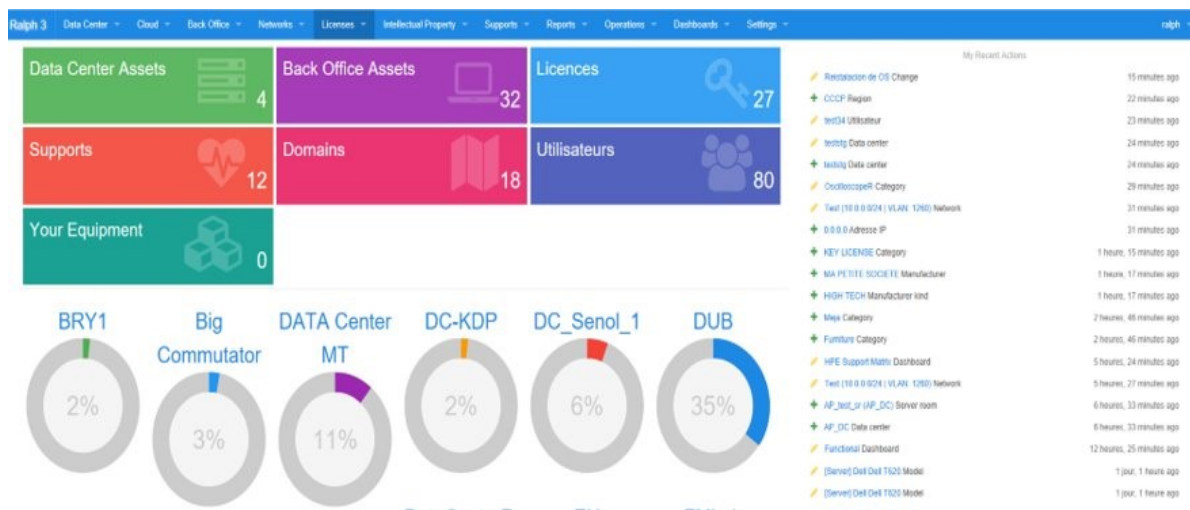 Ralph 3 Data Center Cloud Back Office Networks Licenses Intellectual Property Supports Reports Operations Dashboards Settings ralph
Data Center Assets
4
Back Office Assets
32
Licences
27
Supports
12
Domains
18
Utilisateurs
80
Your Equipment
0
BRY1
2%
Big
Commutator
3%
DATA Center
MT
11%
DC-KDP
2%
DC_Senol_1
6%
DUB
35%
My Recent Actions
Reistalacion de OS Change 15 minutes ago
CCCP Region 22 minutes ago
test34 Utilisateur 23 minutes ago
teststg Data center 24 minutes ago
teststg Data center 24 minutes ago
OscilloscopeR Category 29 minutes ago
Test (10.0.0.0/24 | VLAN: 1260) Network 31 minutes ago
0.0.0.0 Adresse IP 31 minutes ago
KEY LICENSE Category 1 heure, 15 minutes ago
MA PETITE SOCIETE Manufacturer 1 heure, 17 minutes ago
HIGH TECH Manufacturer kind 1 heure, 17 minutes ago
Meja Category 2 heures, 46 minutes ago
Furniture Category 2 heures, 46 minutes ago
HPE Support Matrix Dashboard 5 heures, 24 minutes ago
Test (10.0.0.0/24 | VLAN: 1260) Network 5 heures, 27 minutes ago
AP_test_sr (AP_DC) Server room 6 heures, 33 minutes ago
AP_DC Data center 6 heures, 33 minutes ago
Functional Dashboard 12 heures, 25 minutes ago
[Server] Dell Dell T620 Model 1 jour, 1 heure ago
[Server] Dell Dell T620 Model 1 jour, 1 heure ago